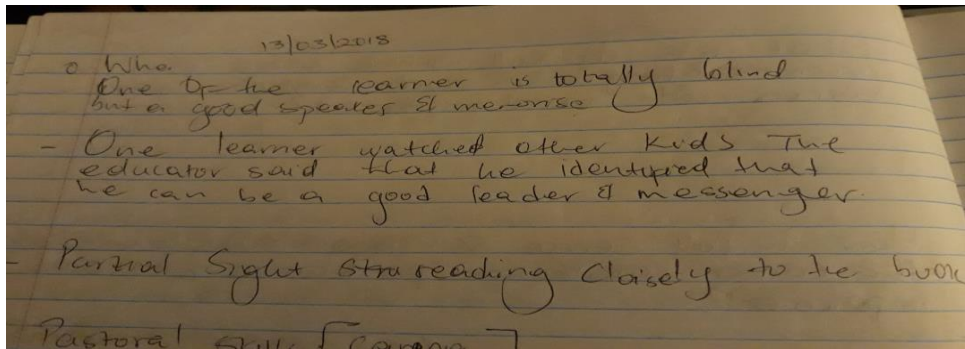 13/03/2018
o Who.
One of the learner is totally blind
but a good speaker & memorise
- One learner watched other kids The
educator said that he identified that
he can be a good leader & messenger.
- Partial Sight reading Cloisely to the book
Pastoral